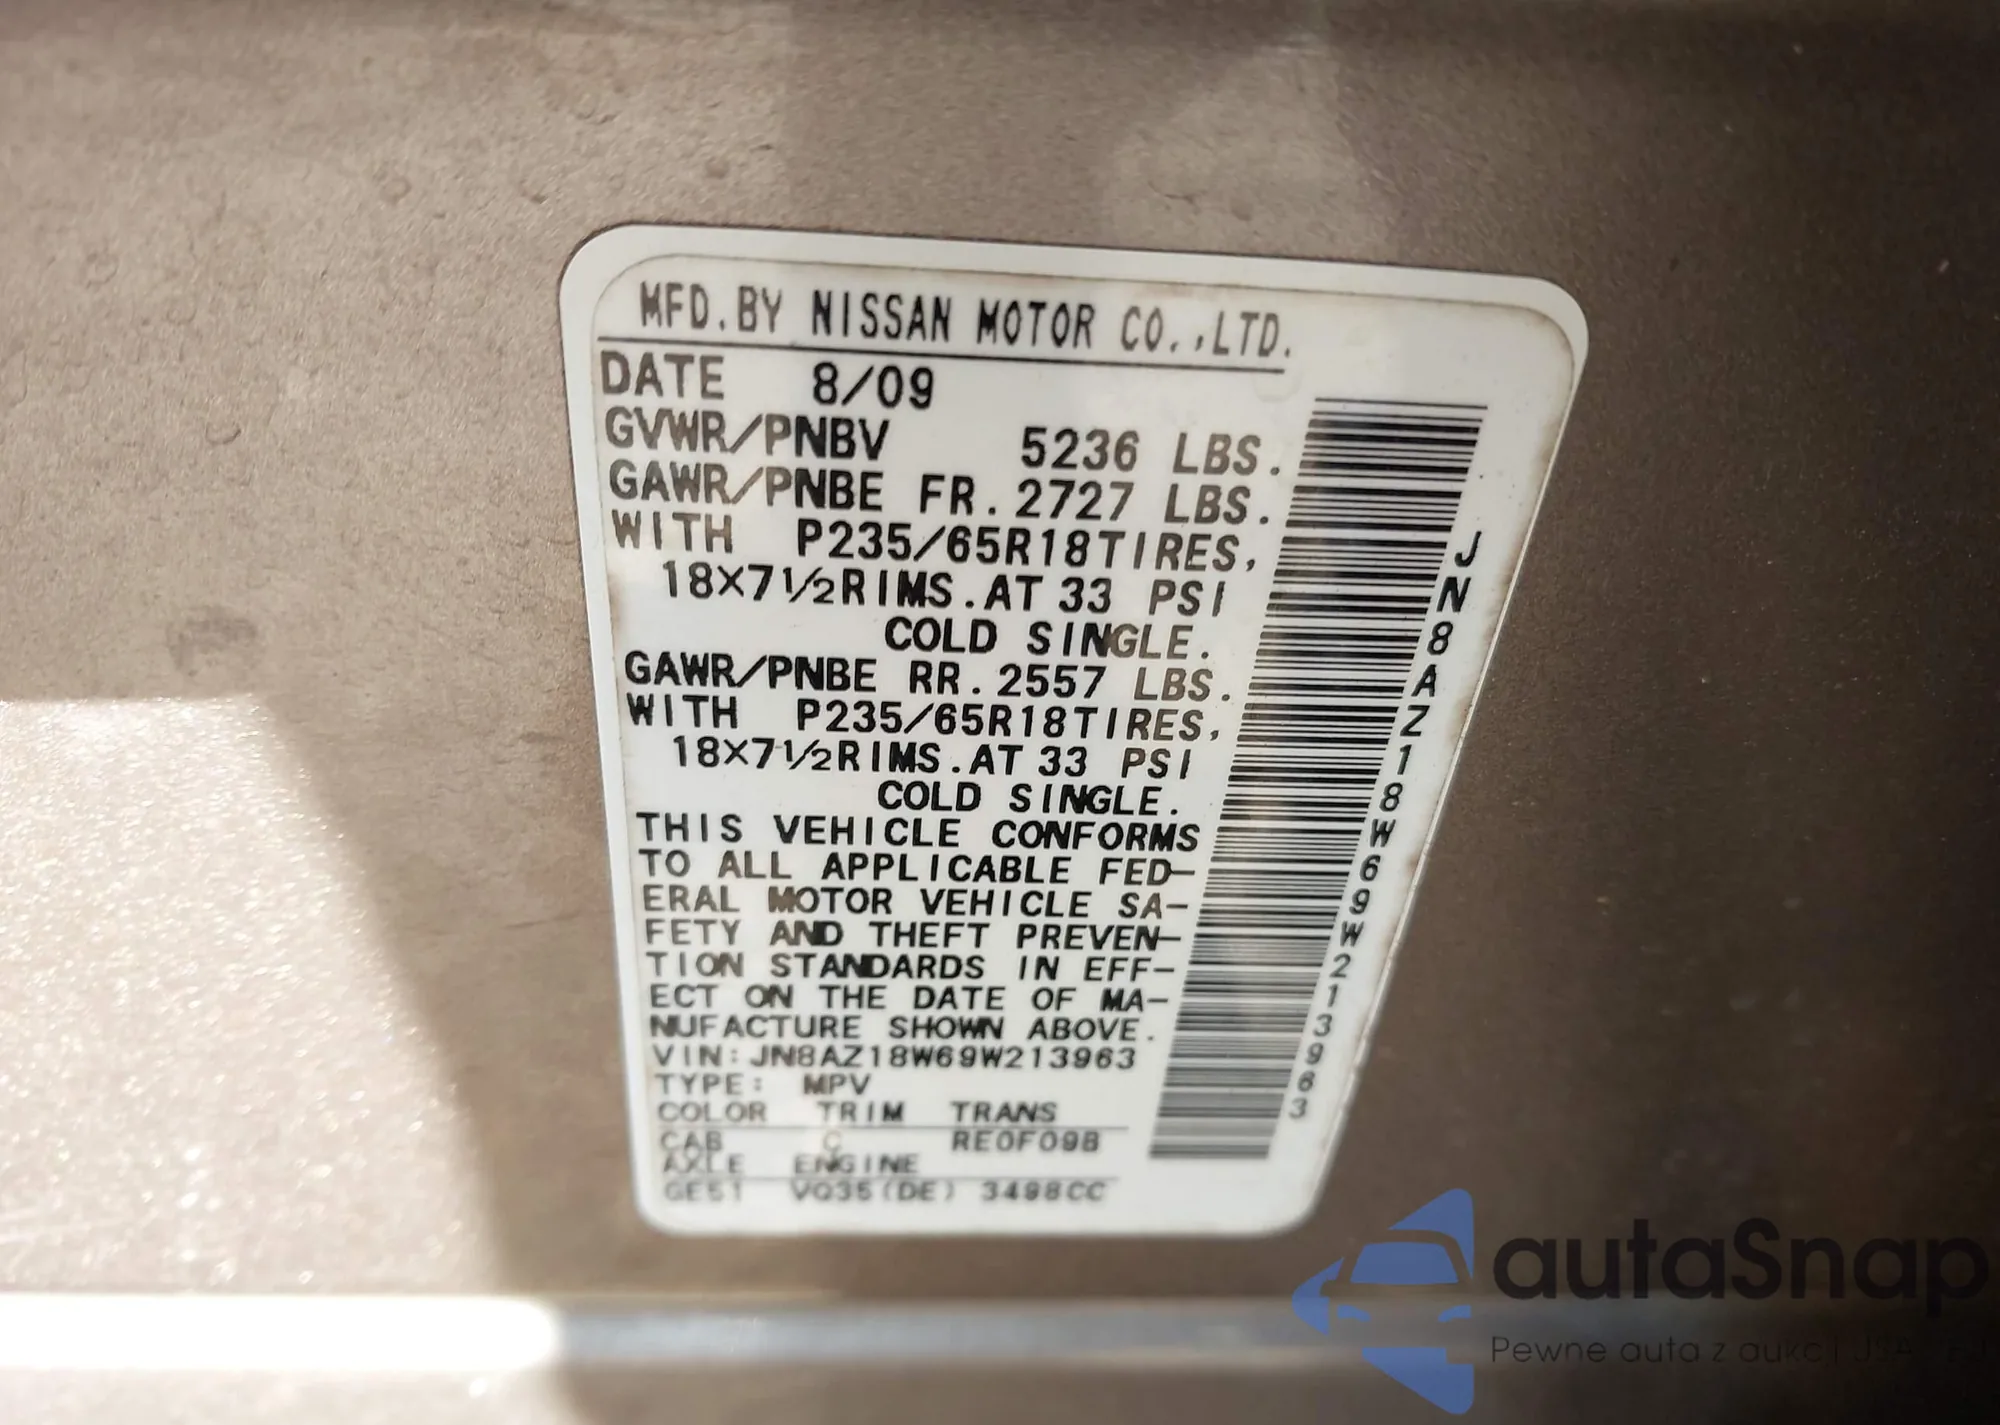 MFD.BY NISSAN MOTOR CO.,LTD.
DATE 8/09
GVWR/PNBV 5236 LBS.
GAWR/PNBE FR.2727 LBS.
WITH P235/65R18TIRES,
18X7½RIMS.AT 33 PSI
COLD SINGLE.
GAWR/PNBE RR.2557 LBS.
WITH P235/65R18TIRES,
18X7½RIMS.AT 33 PSI
COLD SINGLE.
THIS VEHICLE CONFORMS
TO ALL APPLICABLE FED-
ERAL MOTOR VEHICLE SA-
FETY AND THEFT PREVEN-
TION STANDARDS IN EFF-
ECT ON THE DATE OF MA-
NUFACTURE SHOWN ABOVE.
VIN:JN8AZ18W69W213963
TYPE: MPV
COLOR TRIM TRANS
CAB C RE0F09B
AXLE ENGINE
GE51 VQ35(DE) 3498CC
JN8AZ18W69W213963
autaSnap
Pewne auta z aukcji USA